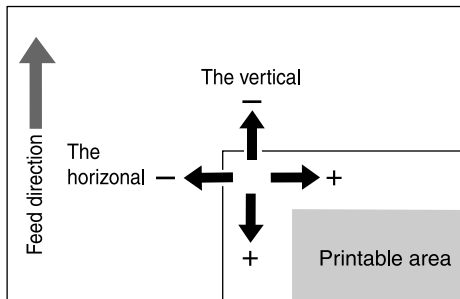 The vertical
−
The
horizonal −
+
+
Feed direction
Printable area